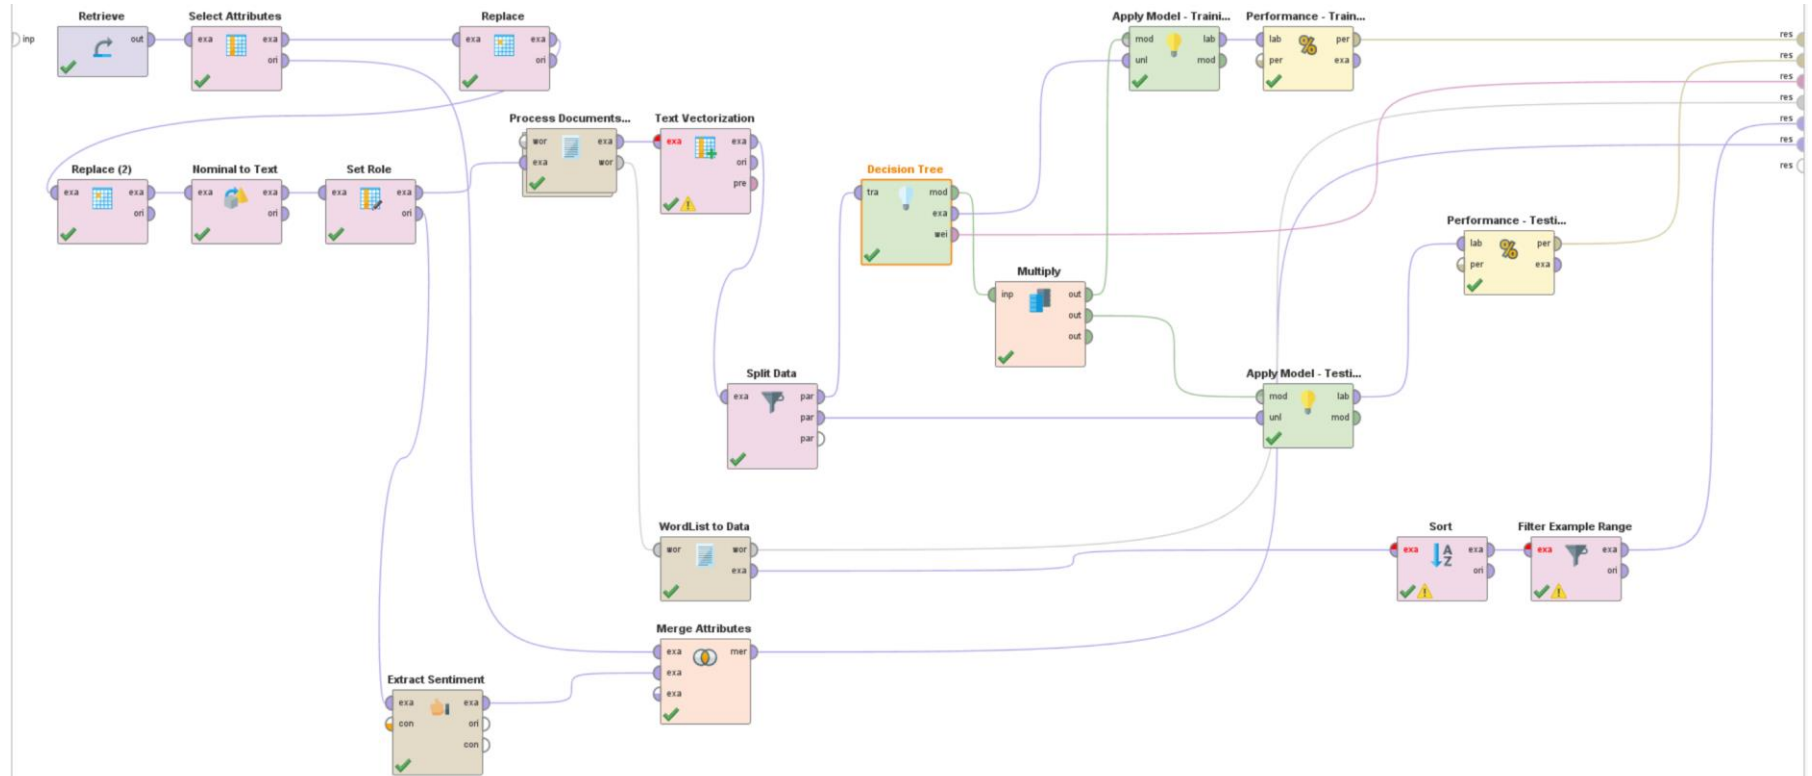 inp
Retrieve
out
Select Attributes
exa exa
ori
Replace
exa exa
ori
Replace (2)
exa exa
ori
Nominal to Text
exa exa
ori
Set Role
exa exa
ori
Process Documents...
wor exa
exa wor
Text Vectorization
exa exa
ori
pre
Split Data
exa par
par
par
Decision Tree
tra mod
exa
wei
Multiply
inp out
out
out
Apply Model - Traini...
mod lab
unl mod
Performance - Train...
lab per
per exa
Performance - Testi...
lab per
per exa
Apply Model - Testi...
mod lab
unl mod
WordList to Data
wor wor
exa
Sort
exa exa
ori
Filter Example Range
exa exa
ori
Merge Attributes
exa mer
exa
exa
Extract Sentiment
exa exa
con ori
con
res
res
res
res
res
res
res